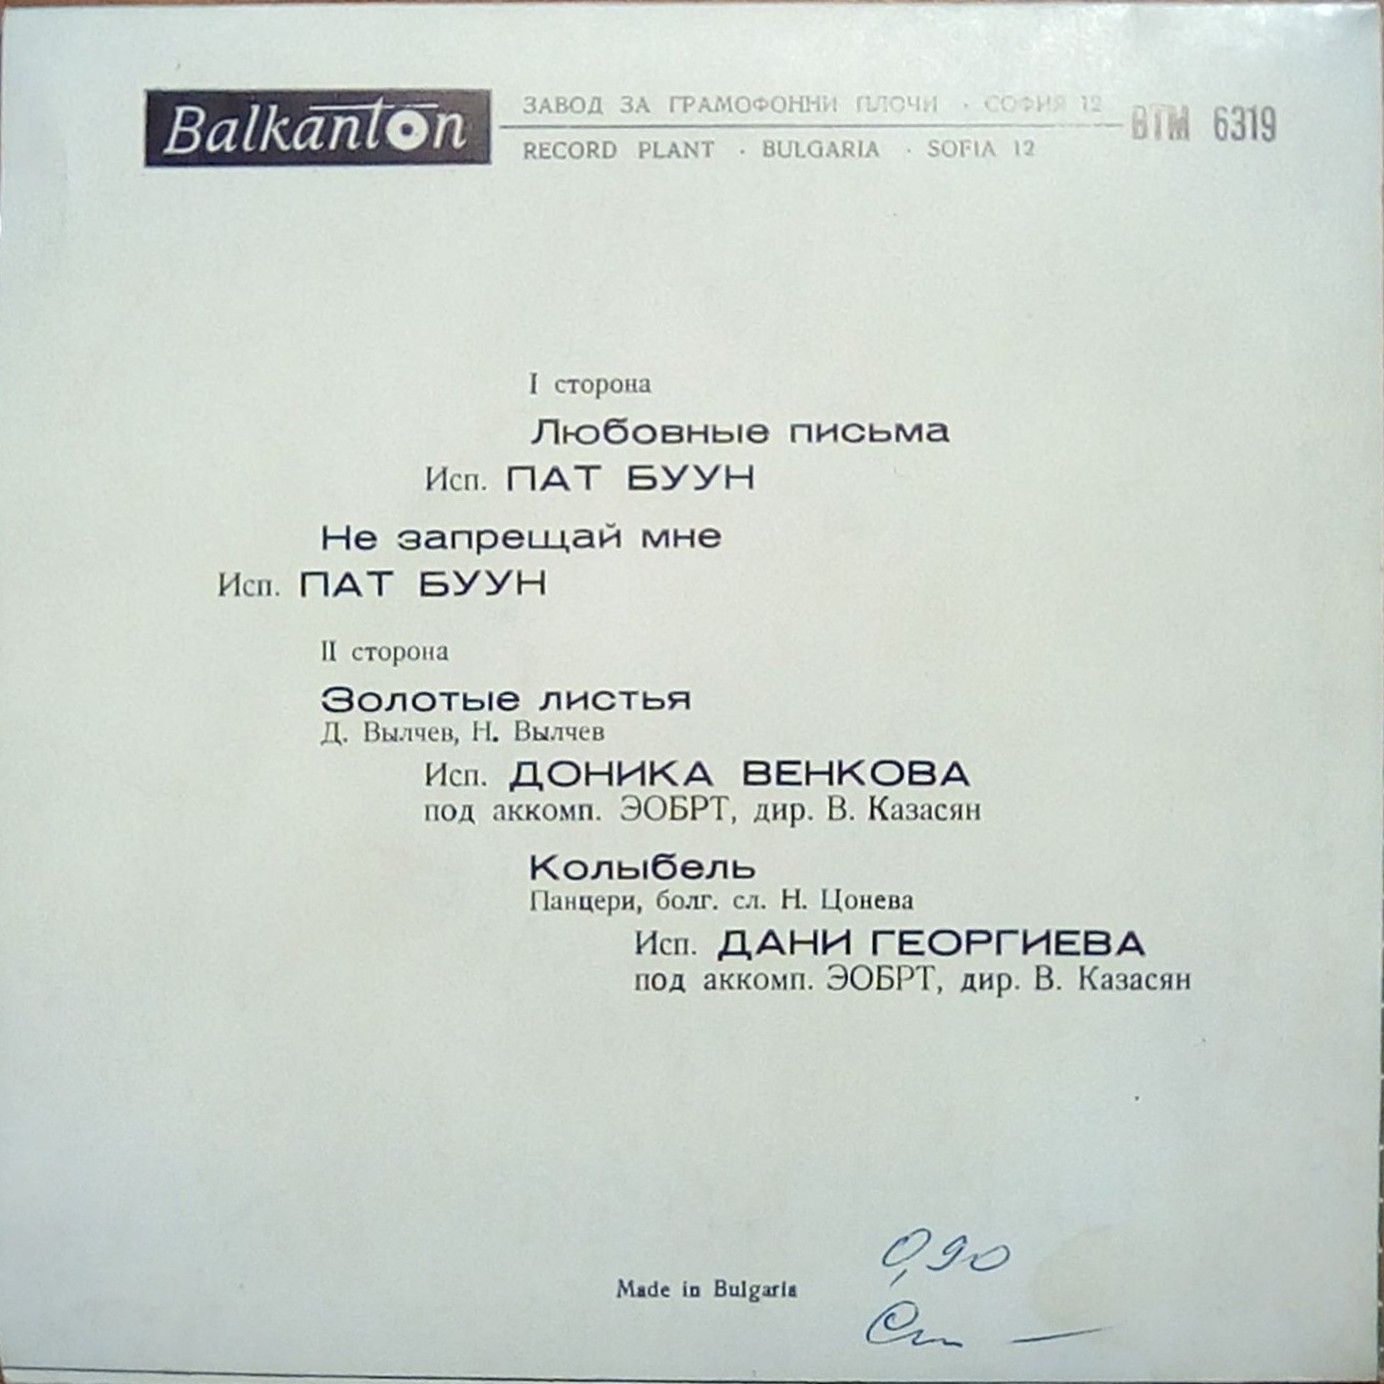 Balkanton
ЗАВОД ЗА ГРАМОФОННИ ПЛОЧИ · СОФИЯ 12
RECORD PLANT · BULGARIA · SOFIA 12
ВТМ 6319
I сторона
Любовные письма
Исп. ПАТ БУУН
Не запрещай мне
Исп. ПАТ БУУН
II сторона
Золотые листья
Д. Вылчев, Н. Вылчев
Исп. ДОНИКА ВЕНКОВА
под аккомп. ЭОБРТ, дир. В. Казасян
Колыбель
Панцери, болг. сл. Н. Цонева
Исп. ДАНИ ГЕОРГИЕВА
под аккомп. ЭОБРТ, дир. В. Казасян
0,90
Made in Bulgaria